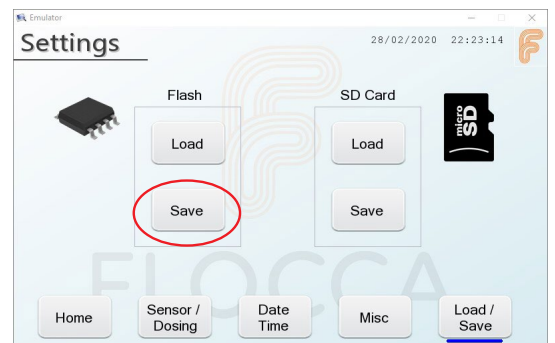 Emulator
Settings
28/02/2020 22:23:14
F
Flash
SD Card
Load
Load
micro
SD
Save
Save
FLOCCA
Home
Sensor /
Dosing
Date
Time
Misc
Load /
Save